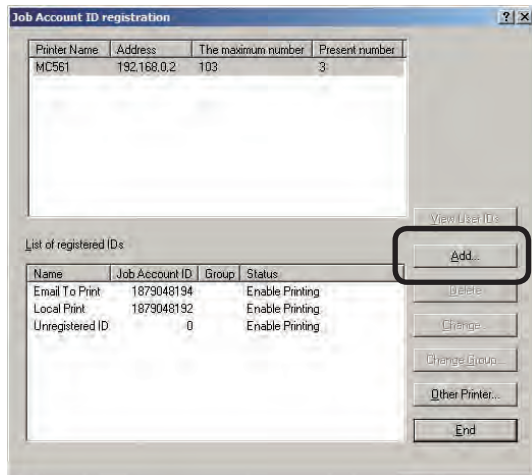 Job Account ID registration
Printer Name Address The maximum number Present number
MC561 192.168.0.2 103 3
View User IDs
List of registered IDs
Add...
Name Job Account ID Group Status
Email To Print 1879048194 Enable Printing
Delete
Local Print 1879048192 Enable Printing
Unregistered ID 0 Enable Printing
Change...
Change Group...
Other Printer...
End